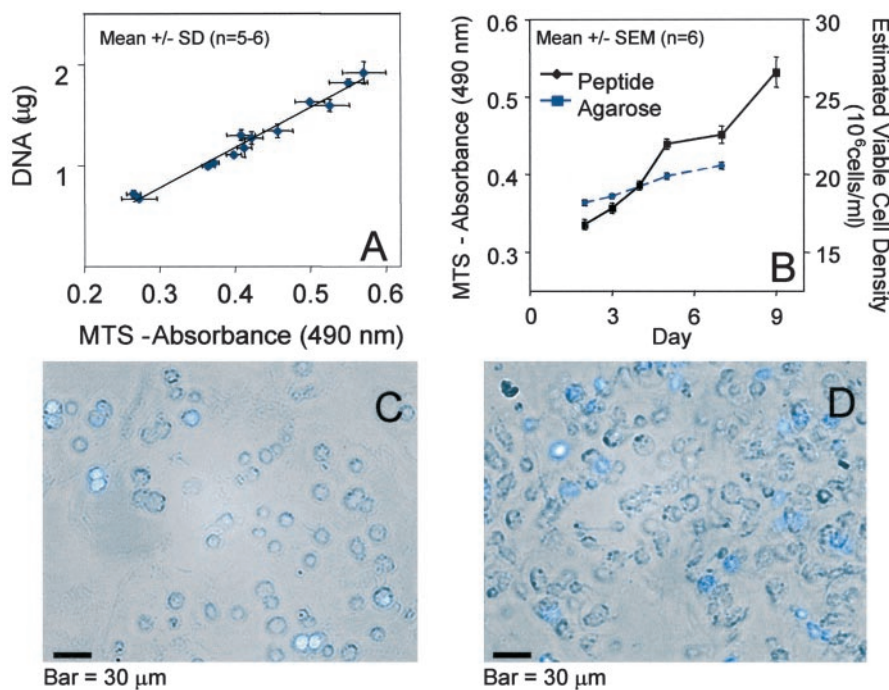 Mean +/- SD (n=5-6)
DNA (µg)
2
1
A
0.2 0.3 0.4 0.5 0.6
MTS -Absorbance (490 nm)
Mean +/- SEM (n=6)
Peptide
Agarose
MTS - Absorbance (490 nm)
0.6
0.5
0.4
0.3
B
30
25
20
15
Estimated Viable Cell Density
(10⁶cells/ml)
0 3 6 9
Day
C
Bar = 30 µm
D
Bar = 30 µm